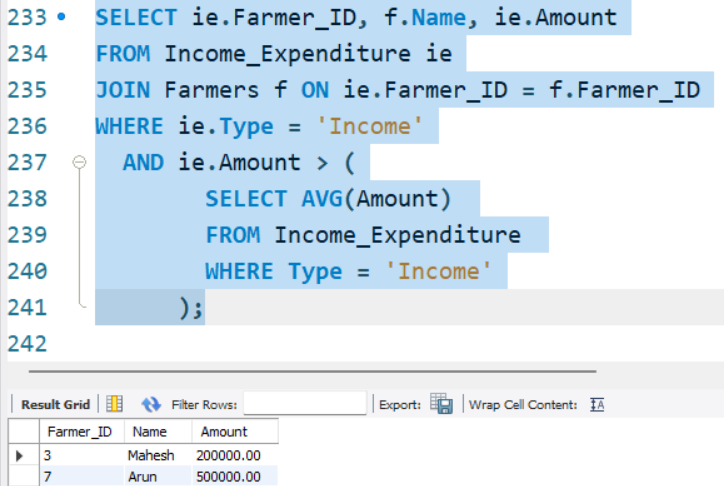 233 SELECT ie.Farmer_ID, f.Name, ie.Amount
234 FROM Income_Expenditure ie
235 JOIN Farmers f ON ie.Farmer_ID = f.Farmer_ID
236 WHERE ie.Type = 'Income'
237 AND ie.Amount > (
238 SELECT AVG(Amount)
239 FROM Income_Expenditure
240 WHERE Type = 'Income'
241 );
242
Result Grid Filter Rows: Export: Wrap Cell Content: IA
Farmer_ID Name Amount
3 Mahesh 200000.00
7 Arun 500000.00